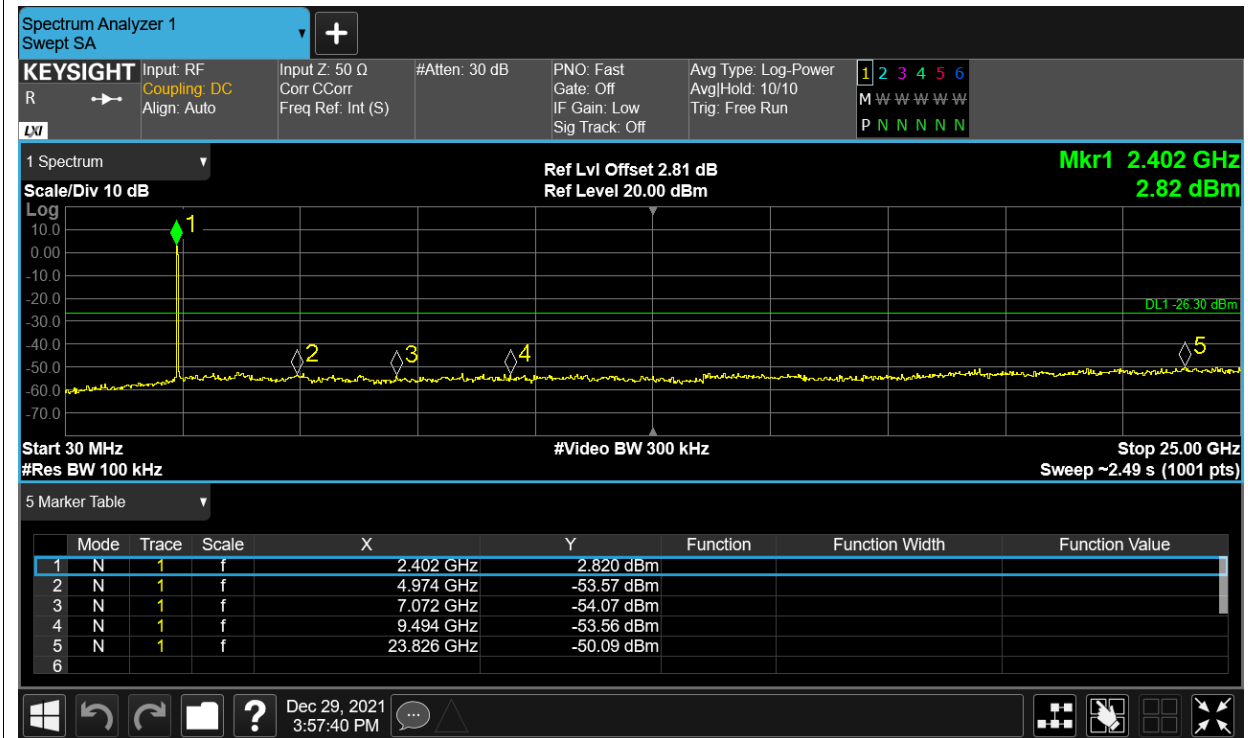 Spectrum Analyzer 1
Swept SA
KEYSIGHT
R
LXI
Input: RF
Coupling: DC
Align: Auto
Input Z: 50 Ω
Corr CCorr
Freq Ref: Int (S)
#Atten: 30 dB
PNO: Fast
Gate: Off
IF Gain: Low
Sig Track: Off
Avg Type: Log-Power
Avg|Hold: 10/10
Trig: Free Run
1 2 3 4 5 6
M W W W W W
P N N N N N
1 Spectrum
Scale/Div 10 dB
Ref Lvl Offset 2.81 dB
Ref Level 20.00 dBm
Mkr1 2.402 GHz
2.82 dBm
Log
10.0
0.00
-10.0
-20.0
-30.0
-40.0
-50.0
-60.0
-70.0
1
2
3
4
5
DL1 -26.30 dBm
Start 30 MHz
#Res BW 100 kHz
#Video BW 300 kHz
Stop 25.00 GHz
Sweep ~2.49 s (1001 pts)
5 Marker Table
Mode Trace Scale X Y Function Function Width Function Value
1 N 1 f 2.402 GHz 2.820 dBm
2 N 1 f 4.974 GHz -53.57 dBm
3 N 1 f 7.072 GHz -54.07 dBm
4 N 1 f 9.494 GHz -53.56 dBm
5 N 1 f 23.826 GHz -50.09 dBm
6
?
Dec 29, 2021
3:57:40 PM